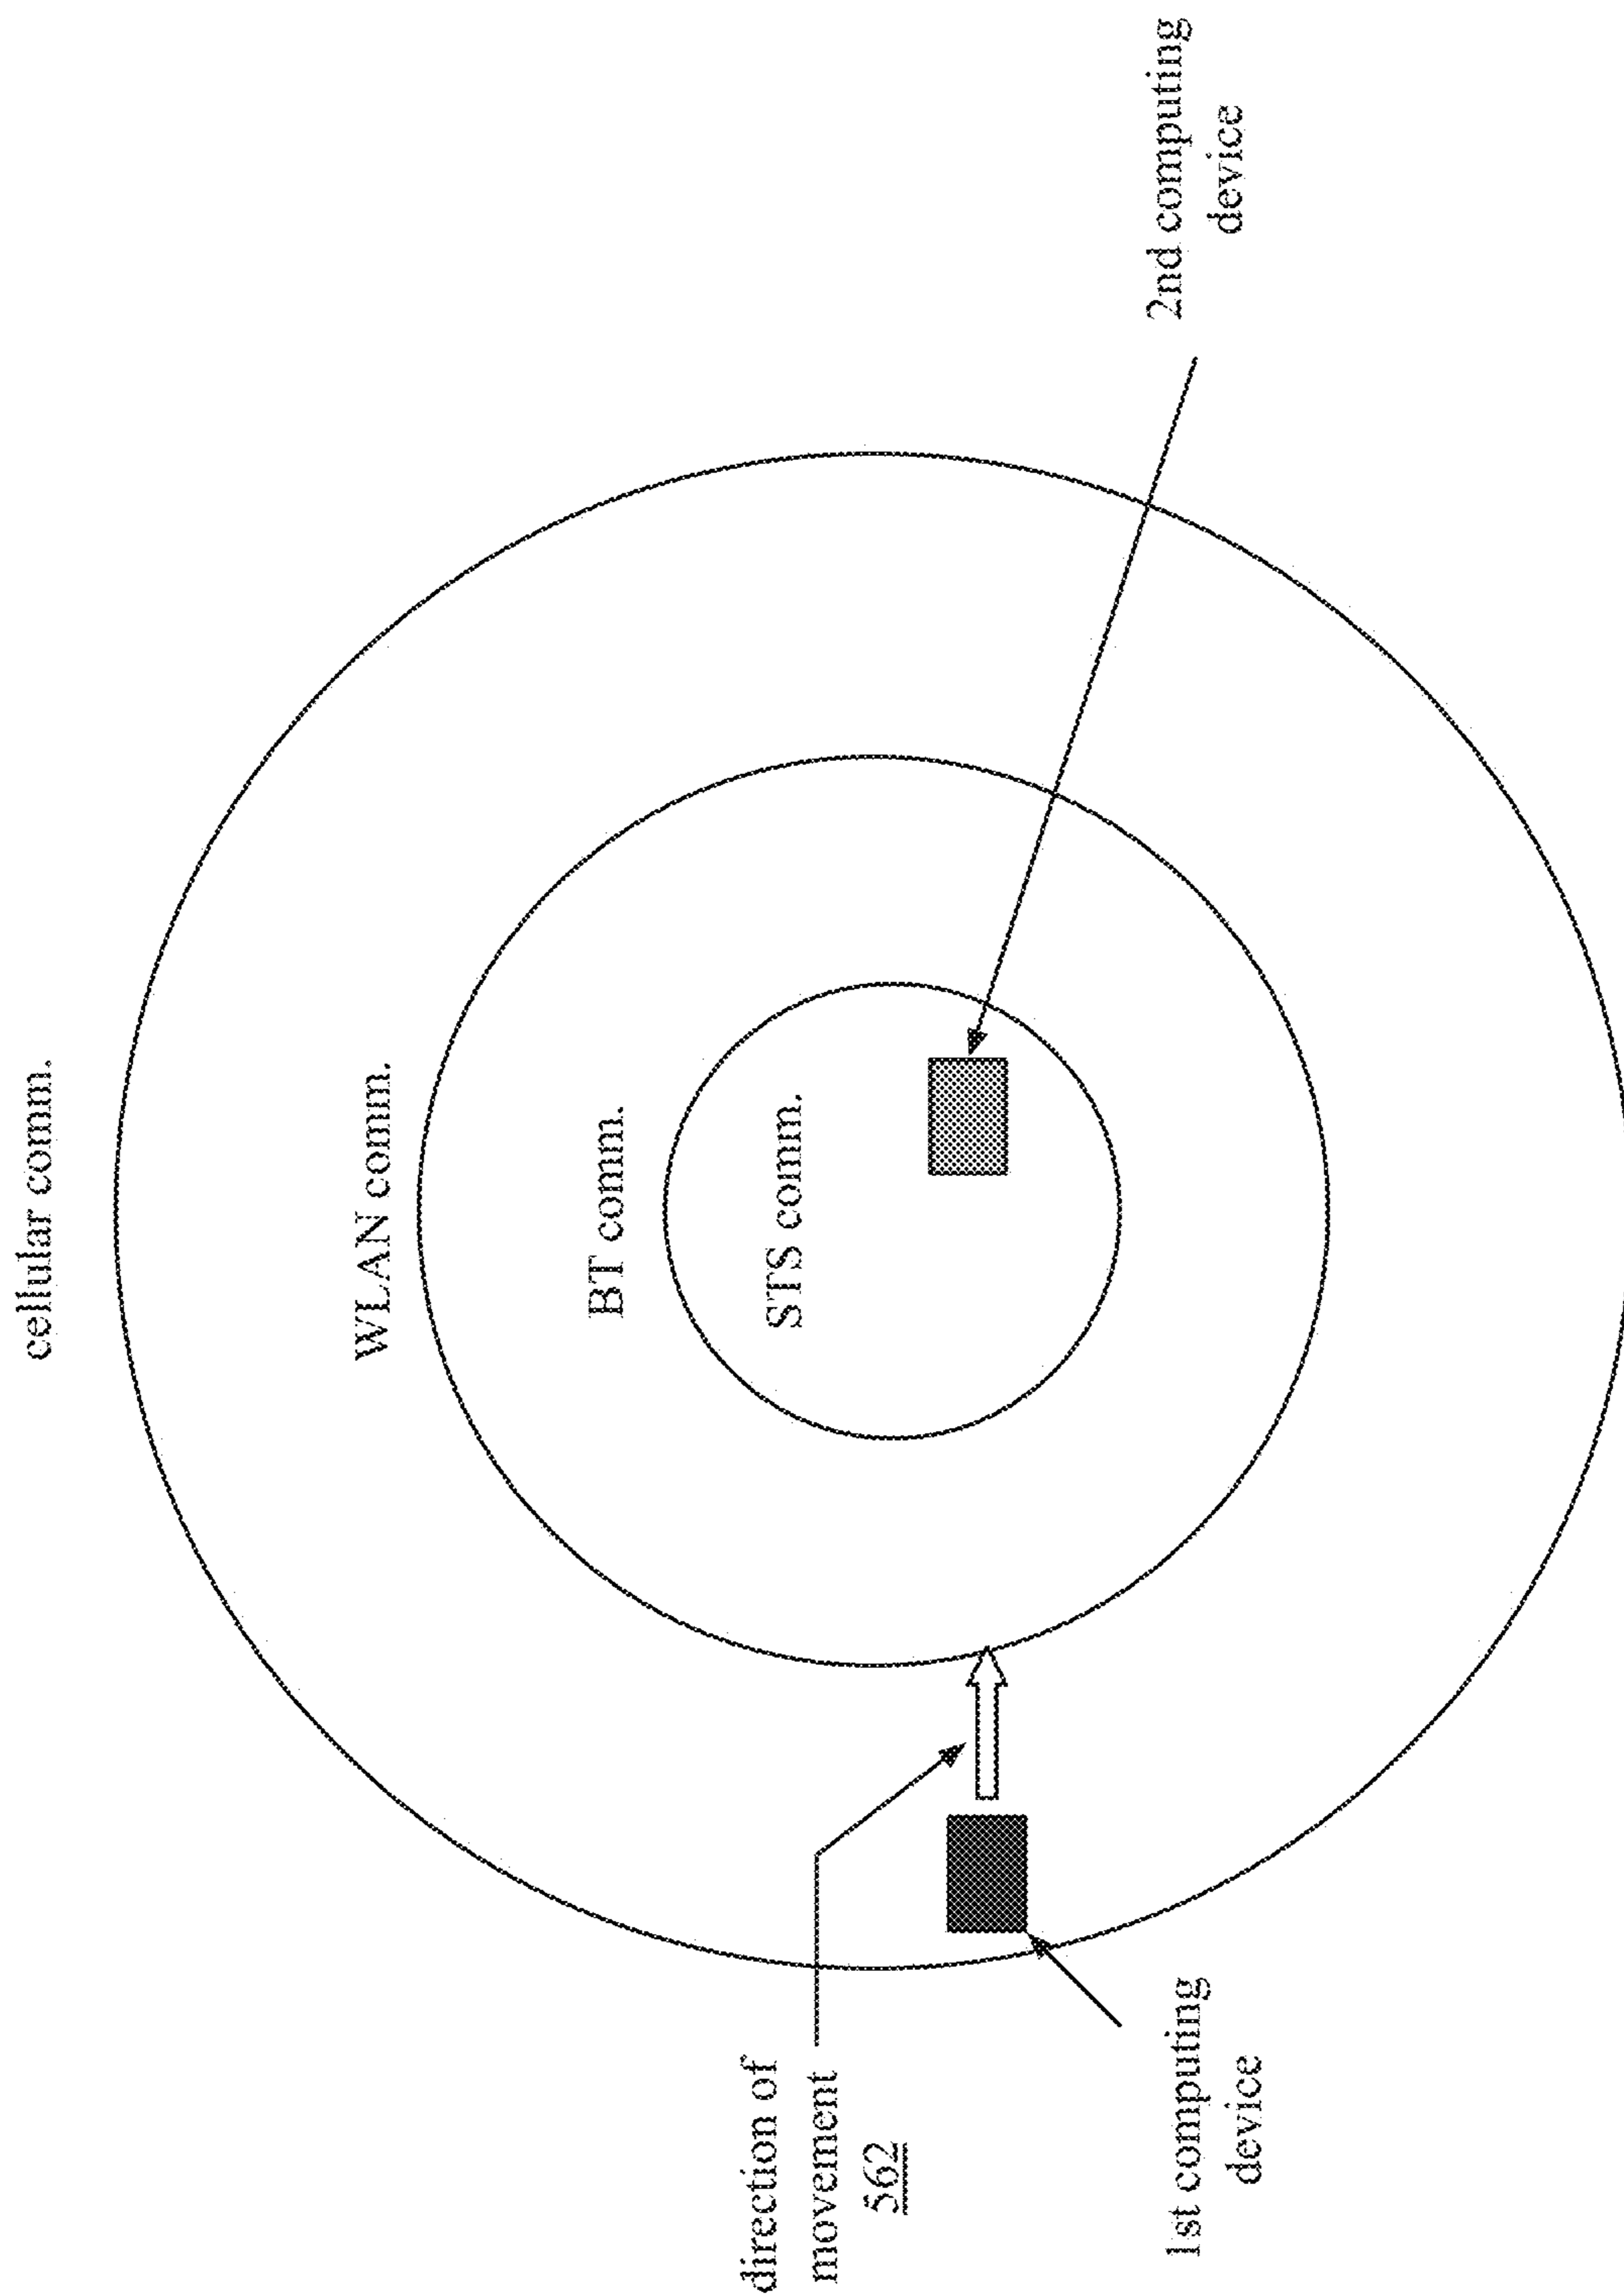 cellular comm.
WLAN comm.
BT comm.
STS comm.
direction of
movement
562
1st computing
device
2nd computing
device